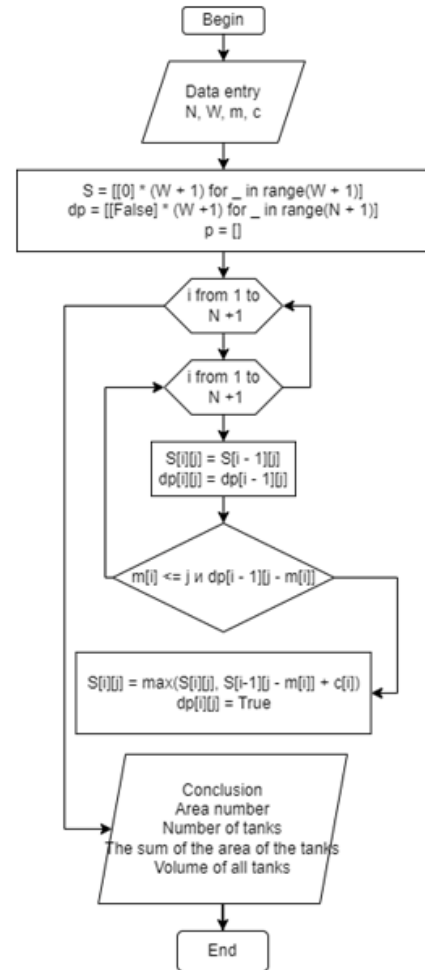 Begin
Data entry
N, W, m, c
S = [[0] * (W + 1) for _ in range(W + 1)]
dp = [[False] * (W +1) for _ in range(N + 1)]
p = []
i from 1 to
N +1
i from 1 to
N +1
S[i][j] = S[i - 1][j]
dp[i][j] = dp[i - 1][j]
m[i] <= j и dp[i - 1][j - m[i]]
S[i][j] = max(S[i][j], S[i-1][j - m[i]] + c[i])
dp[i][j] = True
Conclusion
Area number
Number of tanks
The sum of the area of the tanks
Volume of all tanks
End